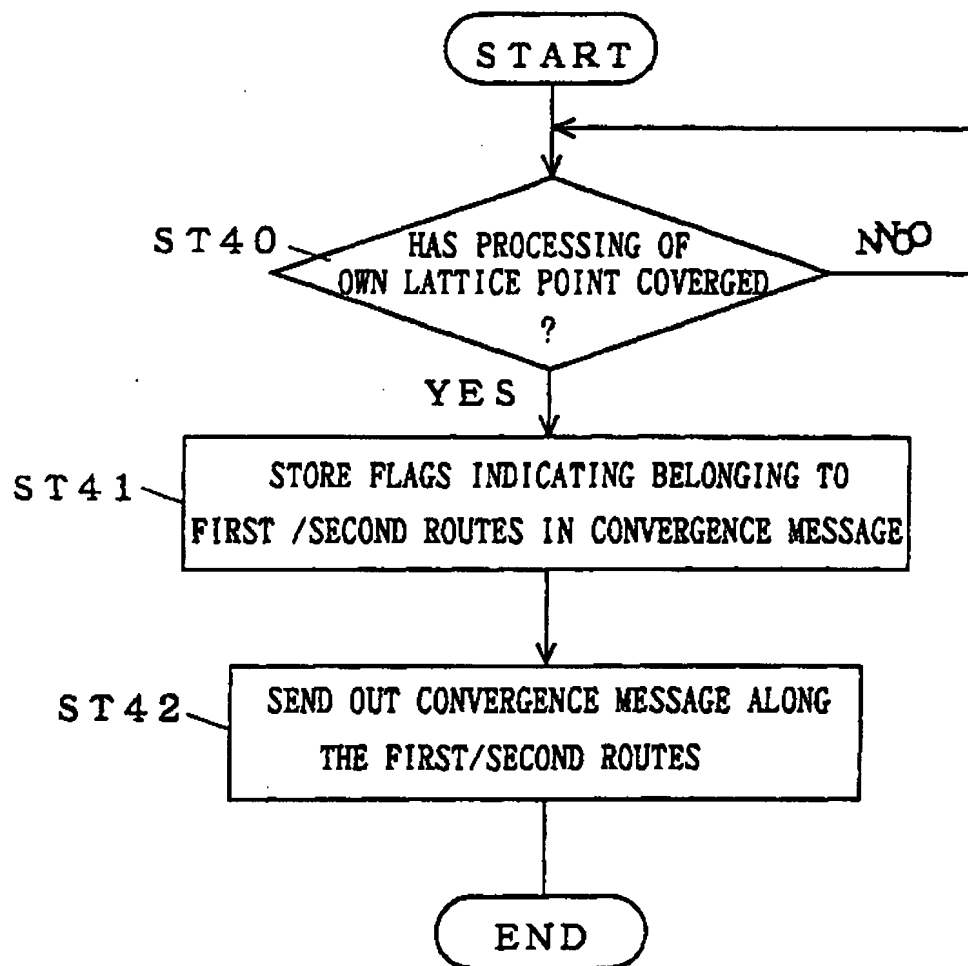 START
ST40
HAS PROCESSING OF
OWN LATTICE POINT COVERGED
?
NO
YES
ST41
STORE FLAGS INDICATING BELONGING TO
FIRST /SECOND ROUTES IN CONVERGENCE MESSAGE
ST42
SEND OUT CONVERGENCE MESSAGE ALONG
THE FIRST/SECOND ROUTES
END